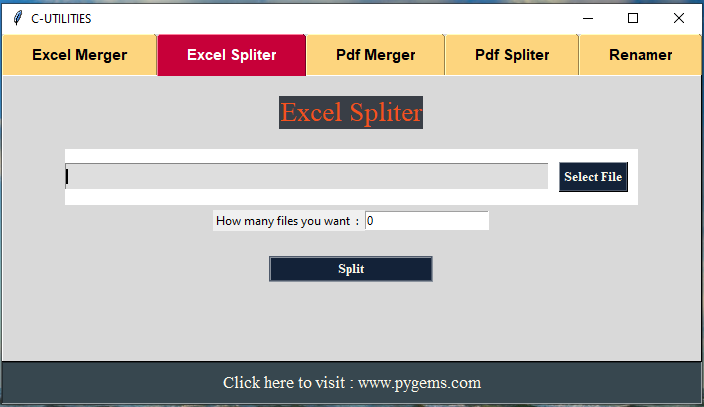 C-UTILITIES
Excel Merger Excel Spliter Pdf Merger Pdf Spliter Renamer
Excel Spliter
Select File
How many files you want : 0
Split
Click here to visit : www.pygems.com